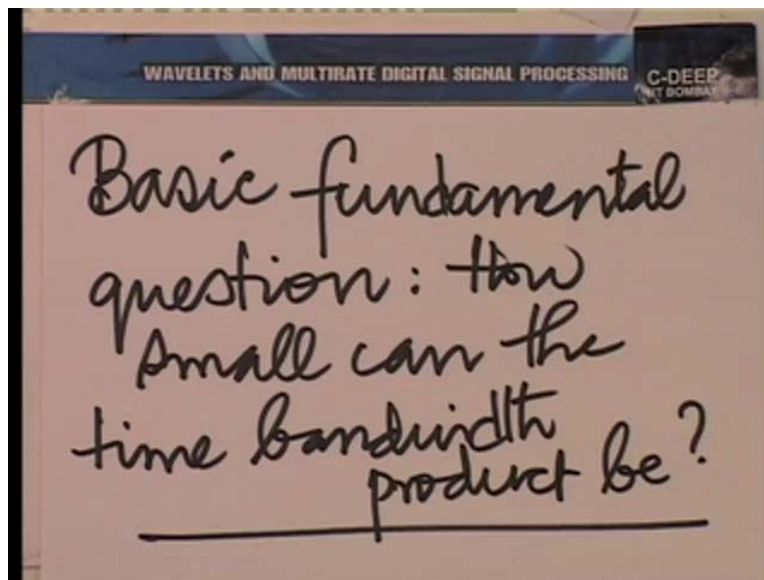 WAVELETS AND MULTIRATE DIGITAL SIGNAL PROCESSING
C-DEEP
IIT BOMBAY
Basic fundamental
question: How
small can the
time bandwidth
product be?